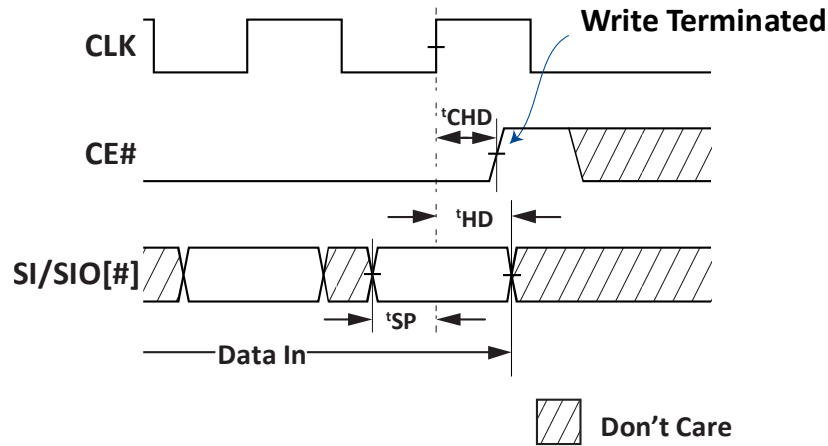 Write Terminated
CLK
tCHD
CE#
tHD
SI/SIO[#]
tSP
Data In
Don't Care